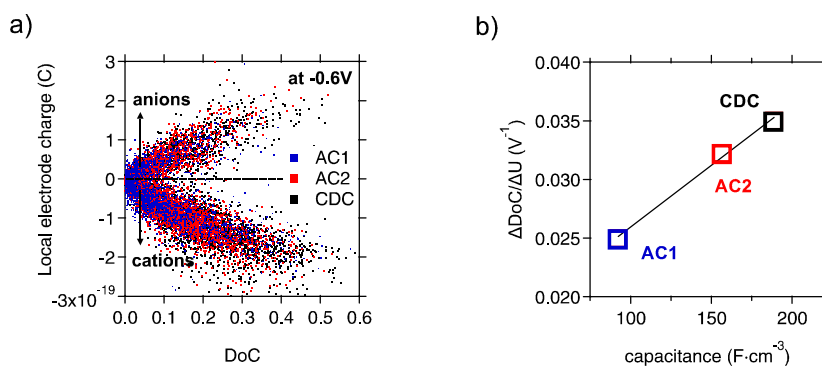 a)
Local electrode charge (C)
3
2
1
0
-1
-2
-3x10⁻¹⁹
at -0.6V
anions
AC1
AC2
CDC
cations
0.0 0.1 0.2 0.3 0.4 0.5 0.6
DoC
b)
ΔDoC/ΔU (V⁻¹)
0.040
0.035
0.030
0.025
0.020
CDC
AC2
AC1
100 150 200
capacitance (F·cm⁻³)